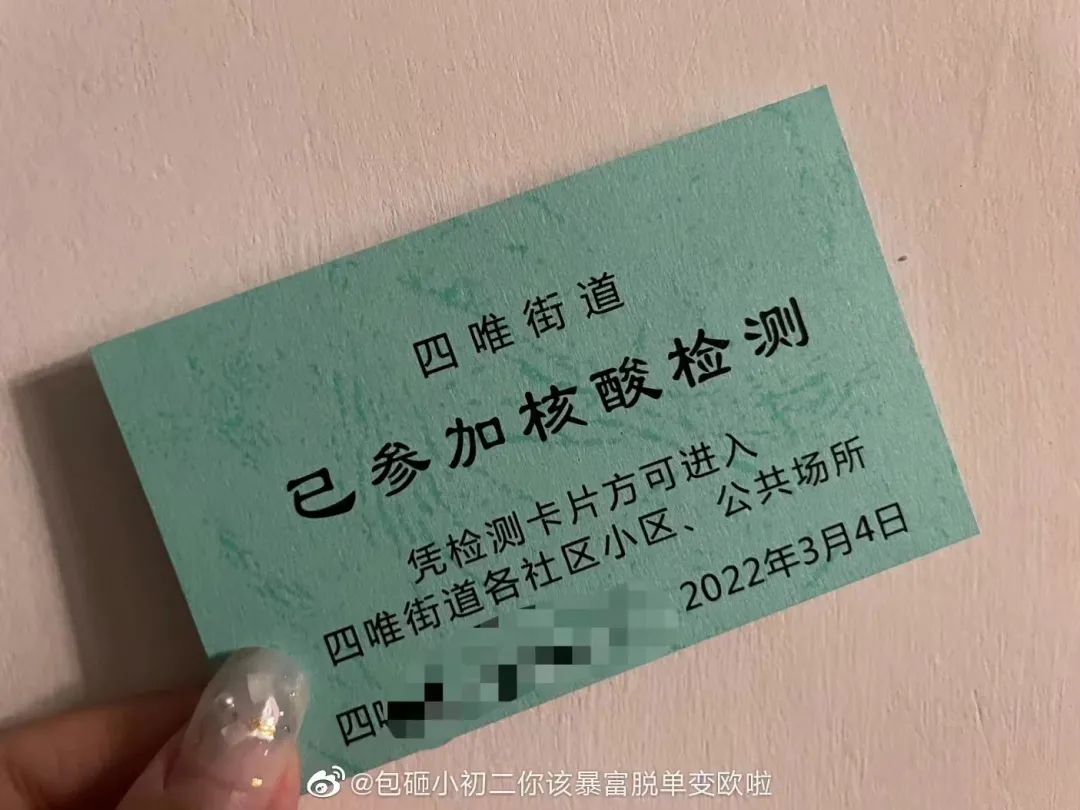 四唯街道
已参加核酸检测
凭检测卡片方可进入
四唯街道各社区小区、公共场所
四
2022年3月4日
@包砸小初二你该暴富脱单变欧啦